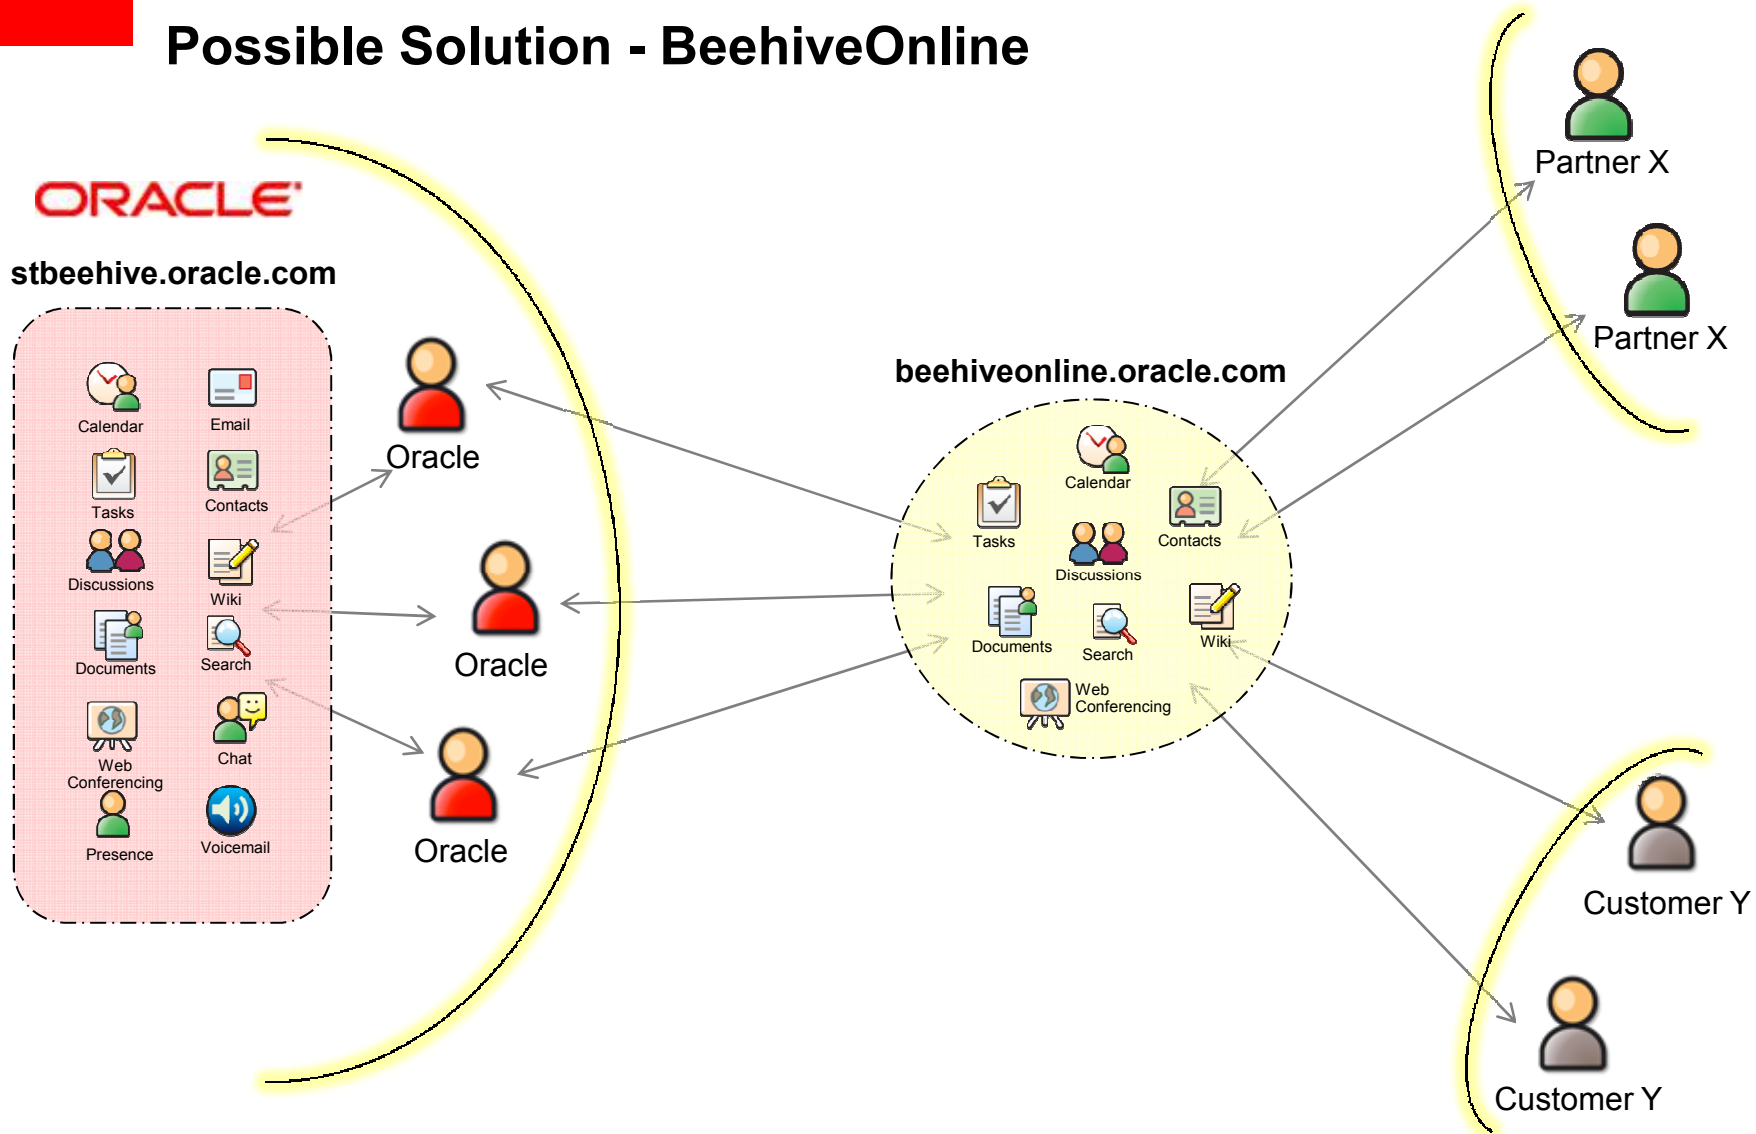 Possible Solution - BeehiveOnline
ORACLE
stbeehive.oracle.com
Calendar
Email
Tasks
Contacts
Discussions
Wiki
Documents
Search
Web
Conferencing
Chat
Presence
Voicemail
Oracle
Oracle
Oracle
beehiveonline.oracle.com
Calendar
Tasks
Contacts
Discussions
Documents
Search
Wiki
Web
Conferencing
Partner X
Partner X
Customer Y
Customer Y